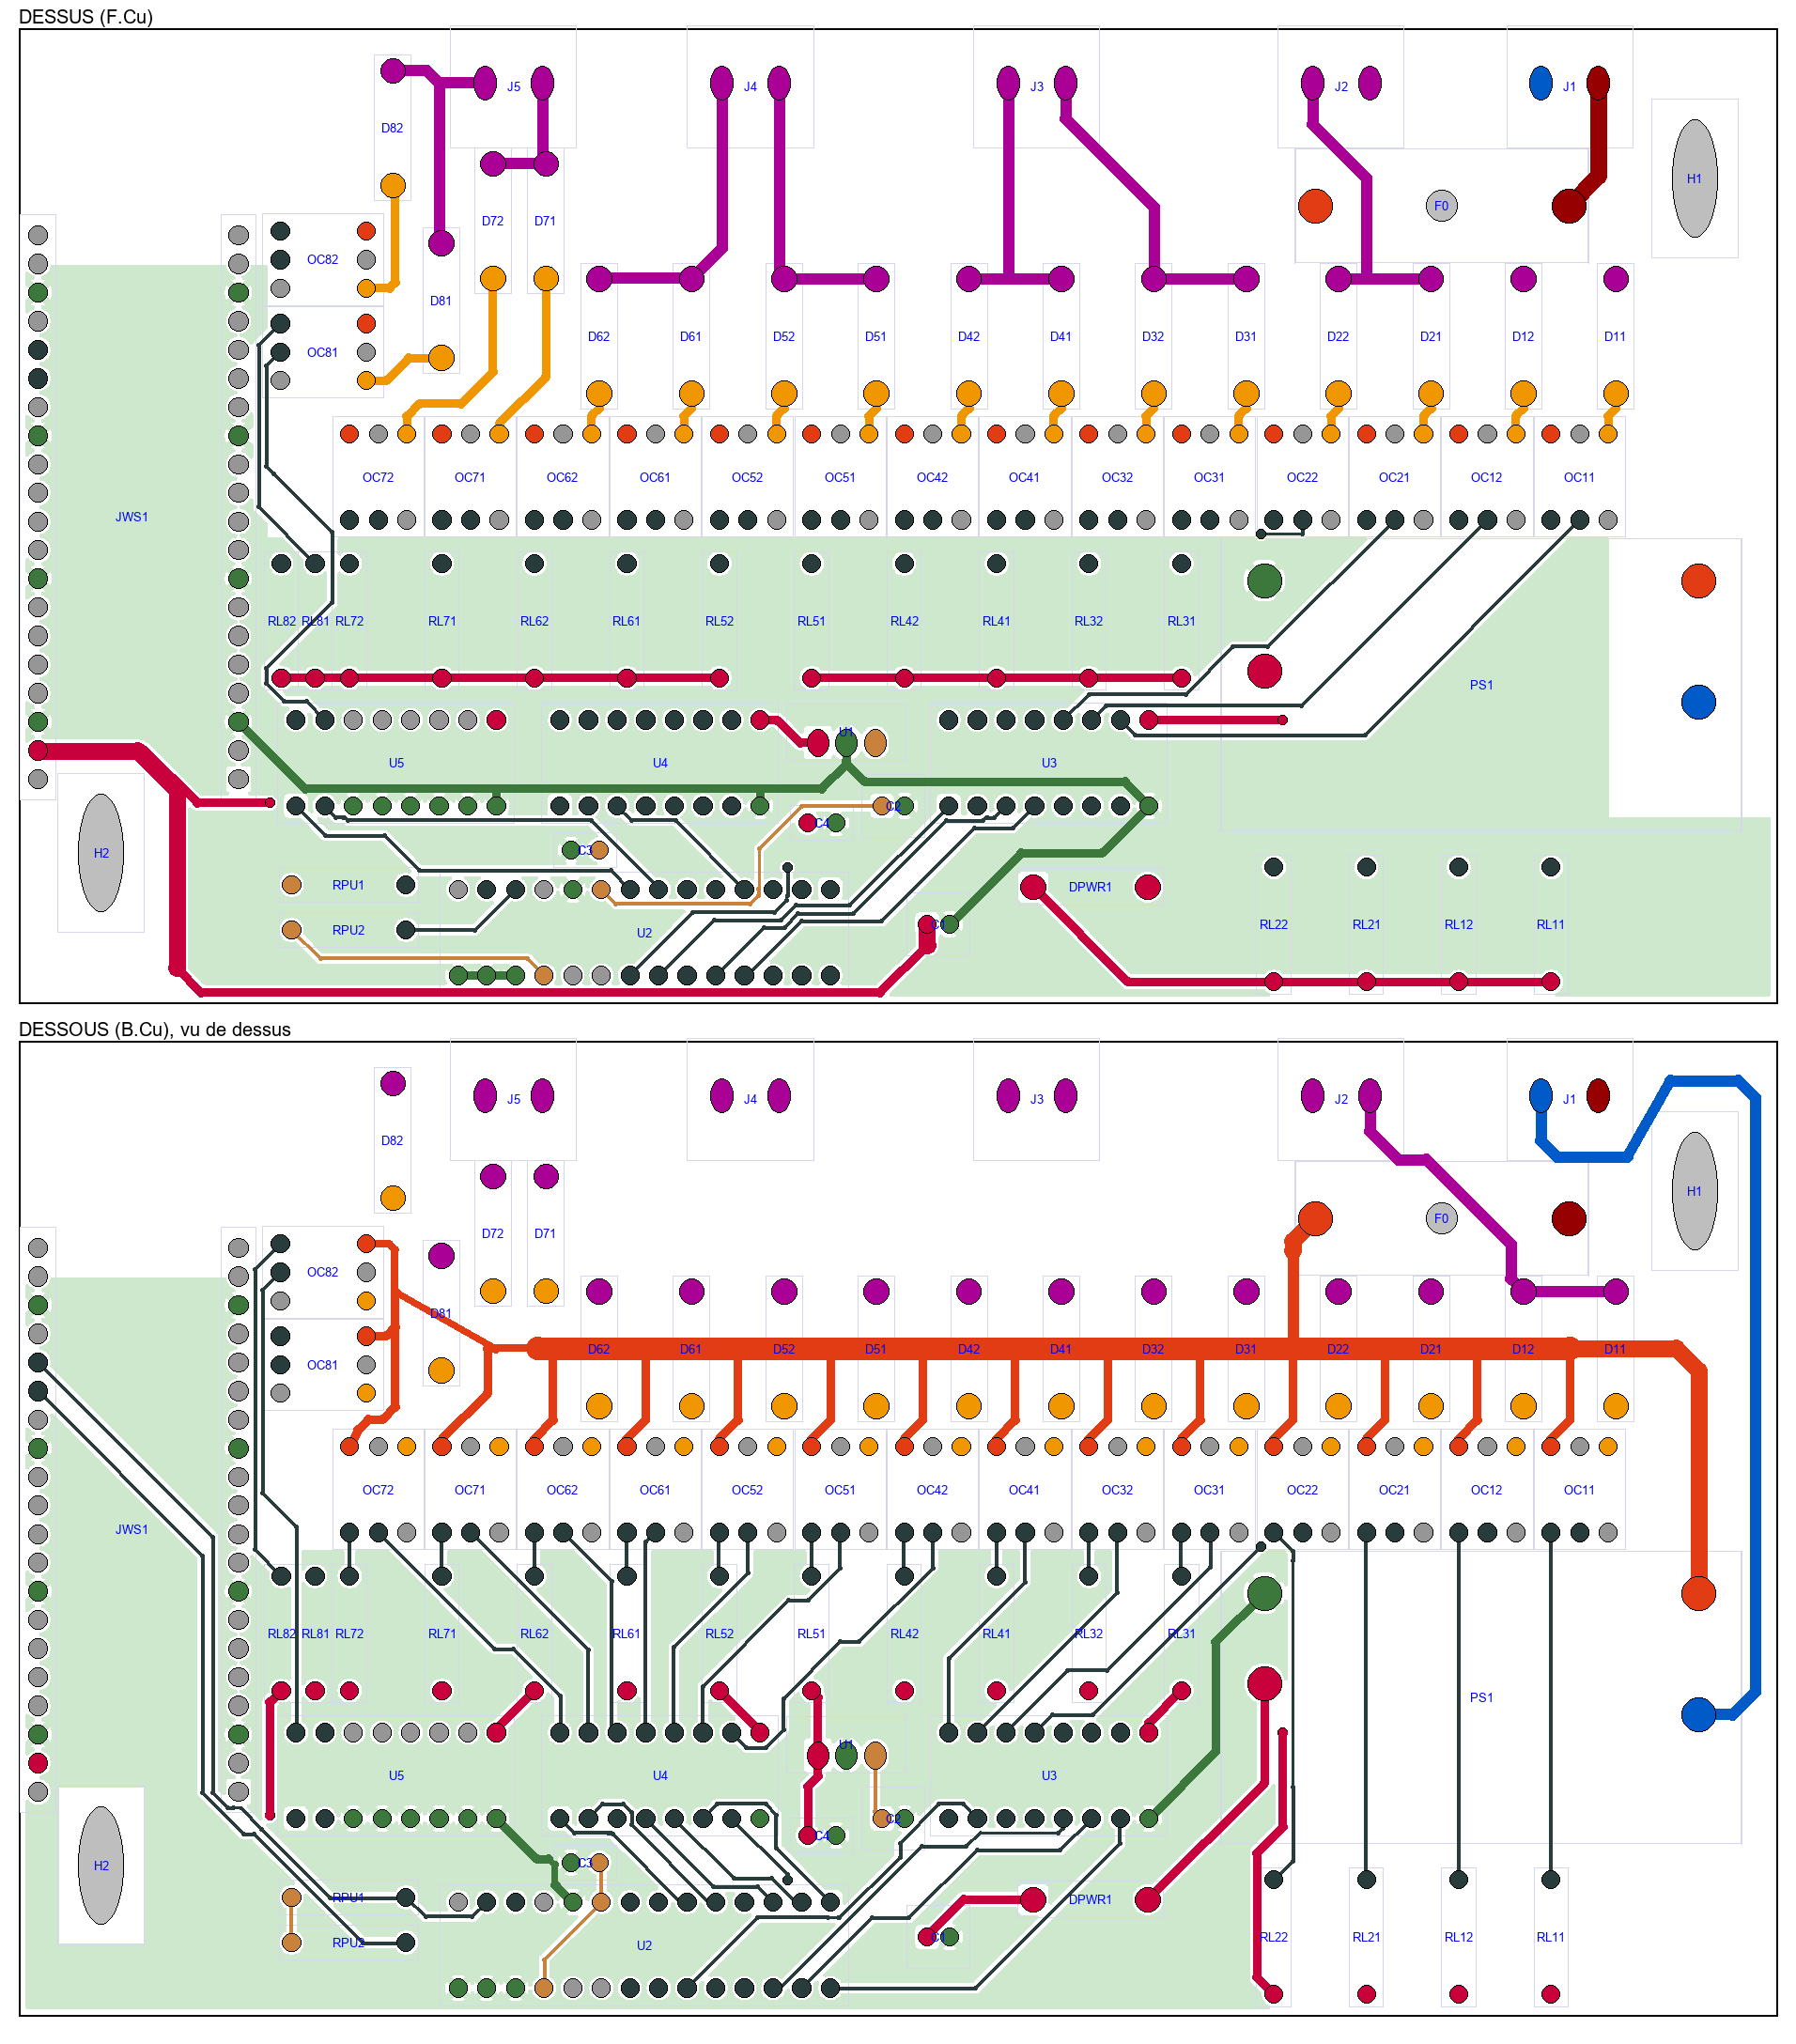 DESSUS (F.Cu)
J5 J4 J3 J2 J1
D82
F0 H1
D72 D71
OC82
D81
D62 D61 D52 D51 D42 D41 D32 D31 D22 D21 D12 D11
OC81
OC72 OC71 OC62 OC61 OC52 OC51 OC42 OC41 OC32 OC31 OC22 OC21 OC12 OC11
JWS1
RL82 RL81 RL72 RL71 RL62 RL61 RL52 RL51 RL42 RL41 RL32 RL31
PS1
U1
U5 U4 U3
C2
C4
H2 C3
RPU1 DPWR1
RPU2 U2 C1 RL22 RL21 RL12 RL11
DESSOUS (B.Cu), vu de dessus
J5 J4 J3 J2 J1
D82
F0 H1
D72 D71
OC82
D81
D62 D61 D52 D51 D42 D41 D32 D31 D22 D21 D12 D11
OC81
OC72 OC71 OC62 OC61 OC52 OC51 OC42 OC41 OC32 OC31 OC22 OC21 OC12 OC11
JWS1
RL82 RL81 RL72 RL71 RL62 RL61 RL52 RL51 RL42 RL41 RL32 RL31
PS1
U1
U5 U4 U3
C2
C4
H2 C3
RPU1 DPWR1
RPU2 U2 C1 RL22 RL21 RL12 RL11